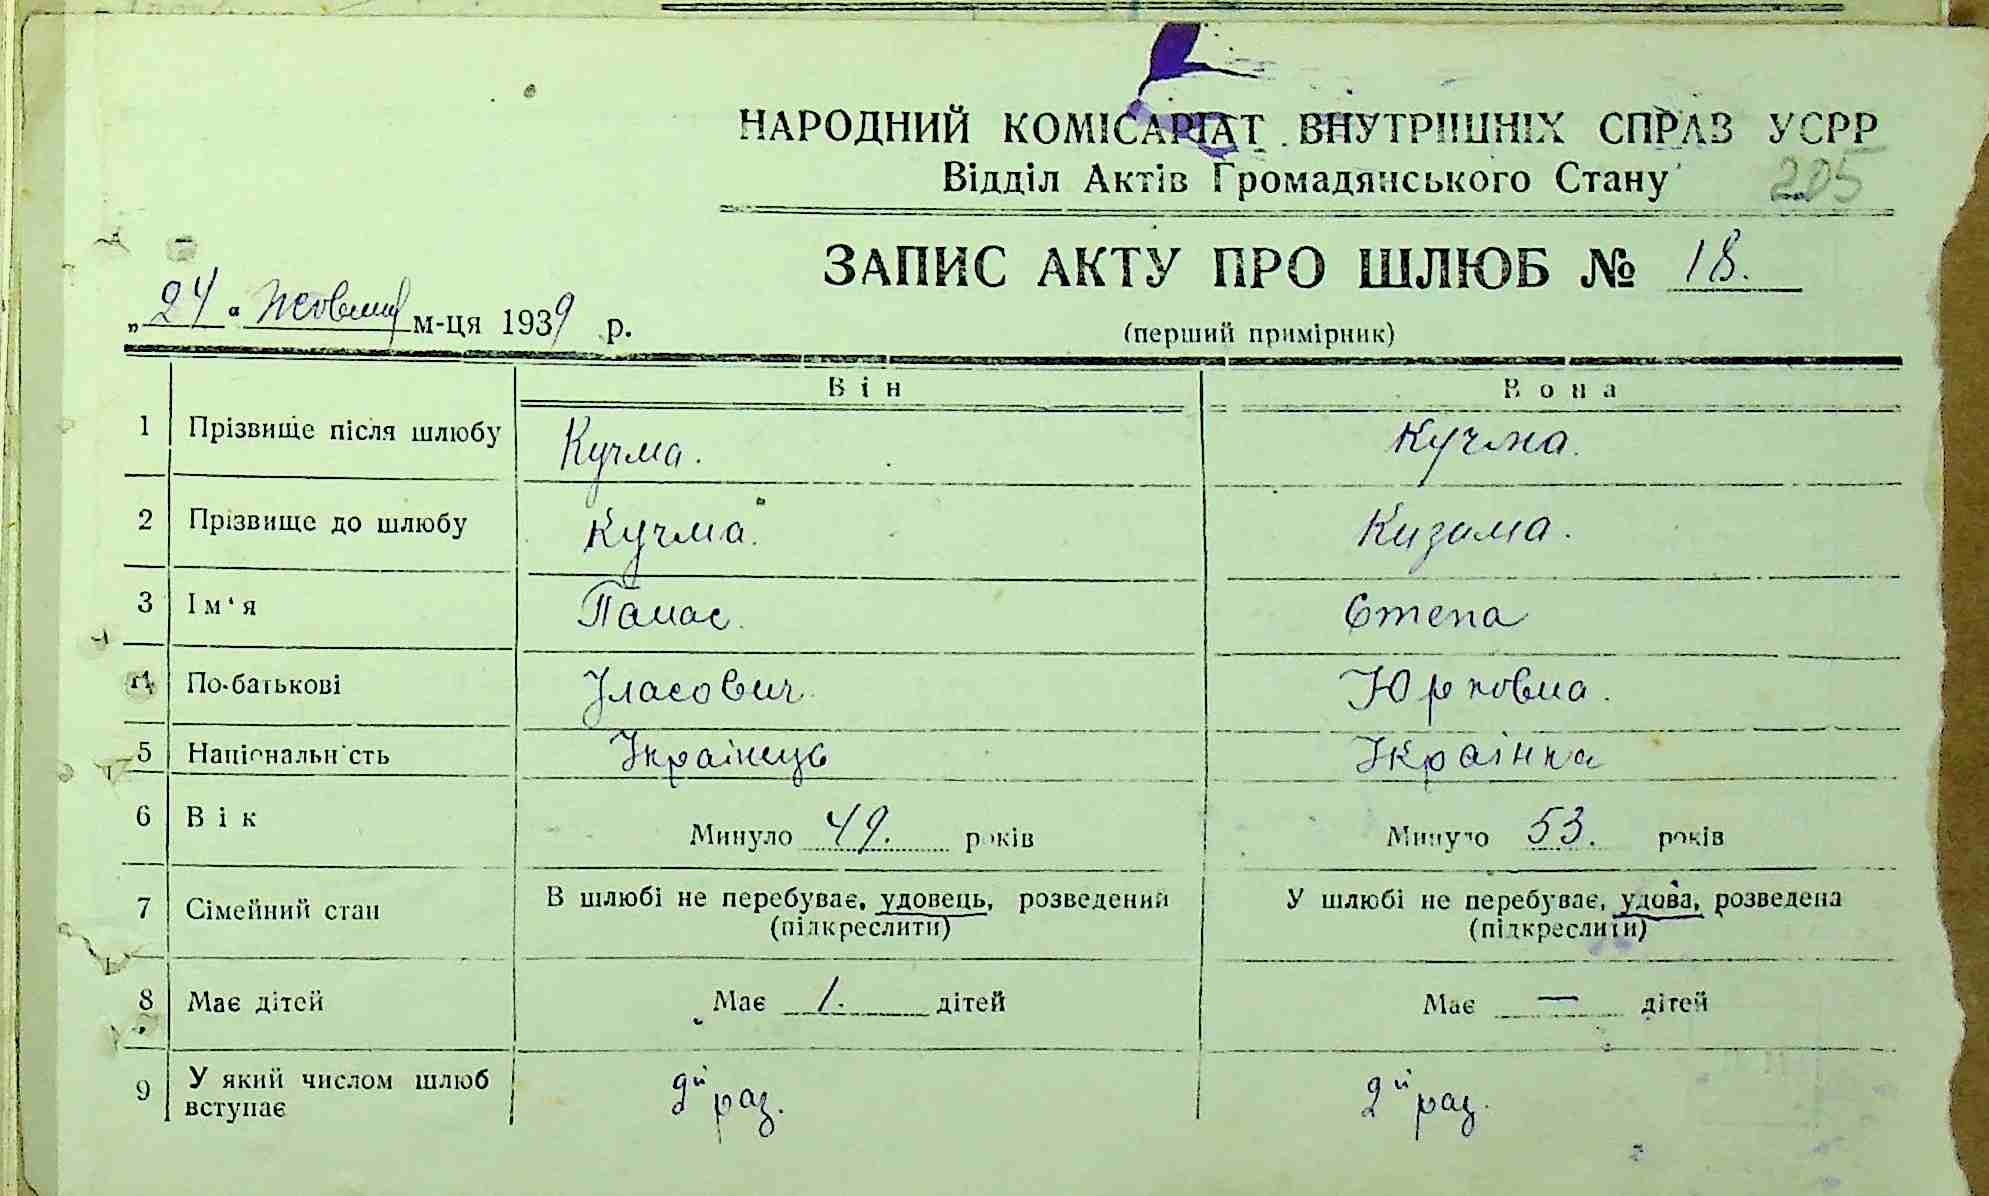 НАРОДНИЙ КОМІСАРІАТ ВНУТРІШНІХ СПРАВ УСРР
Відділ Актів Громадянського Стану 205
ЗАПИС АКТУ ПРО ШЛЮБ № 18.
„24“ Жовтня м-ця 1939 р.
(перший примірник)
Він Вона
1 Прізвище після шлюбу Кучма. Кучма.
2 Прізвище до шлюбу Кучма. Кизима.
3 Ім'я Панас. Степа
4 По-батькові Уласович. Юрковна.
5 Національність Українець Українка
6 Вік Минуло 49. років Минуло 53. років
7 Сімейний стан В шлюбі не перебуває, удовець, розведений У шлюбі не перебуває, удова, розведена
(підкреслити) (підкреслити)
8 Має дітей Має 1. дітей Має — дітей
9 У який числом шлюб вступає 2й раз. 2й раз.